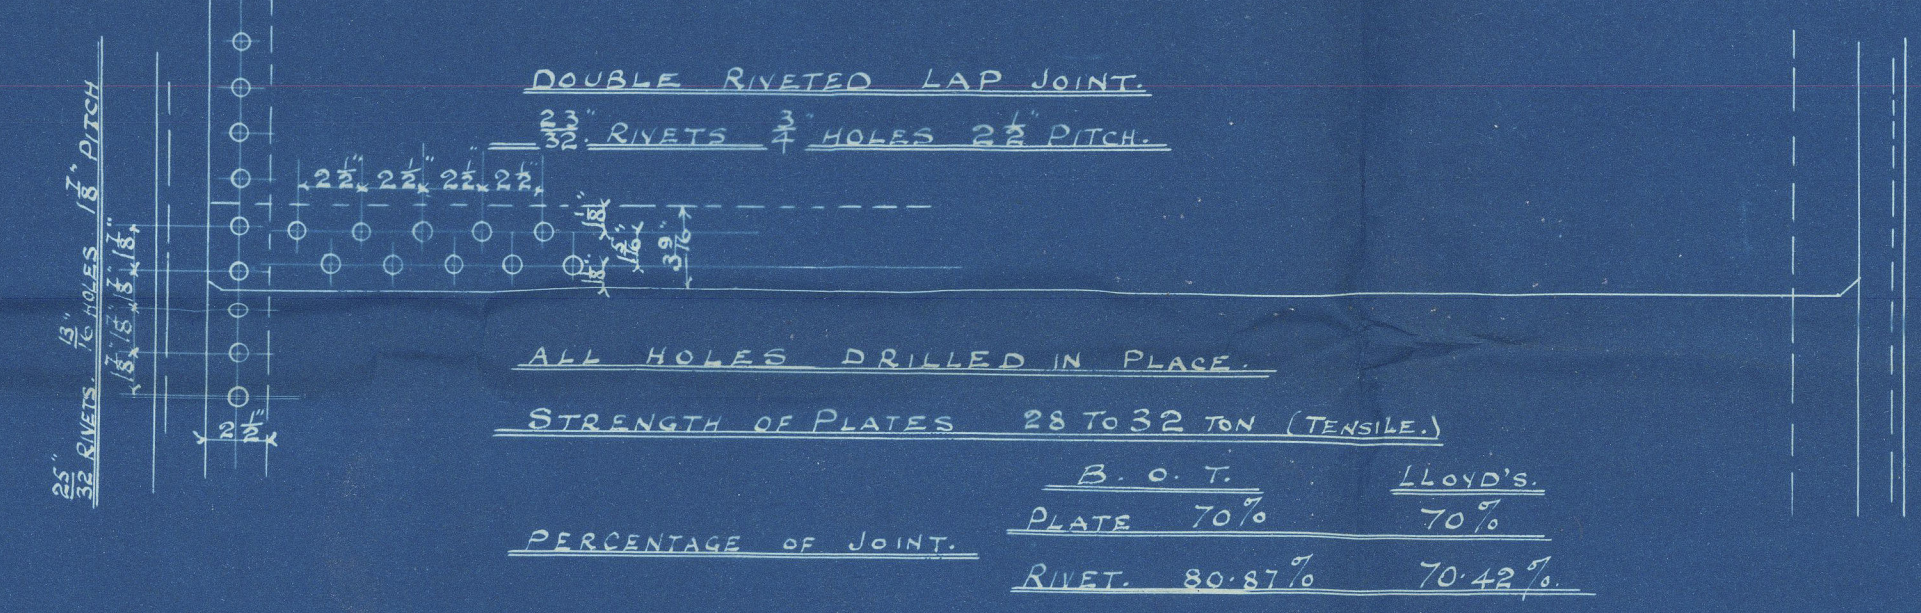 DOUBLE RIVETED LAP JOINT.
23/32" RIVETS 3/4" HOLES 2 1/2" PITCH.
2 1/2" 2 1/2" 2 1/2" 2 1/2"
1 1/8"
1 5/16"
1 1/8"
3 9/16"
25/32 RIVETS. 13/16 HOLES 1 7/8" PITCH
1 7/8" 1 7/8" 1 7/8" 1 7/8"
2 1/2"
ALL HOLES DRILLED IN PLACE.
STRENGTH OF PLATES 28 TO 32 TON (TENSILE.)
B. O. T. LLOYD'S.
PLATE 70% 70%
PERCENTAGE OF JOINT.
RIVET. 80.87% 70.42%.